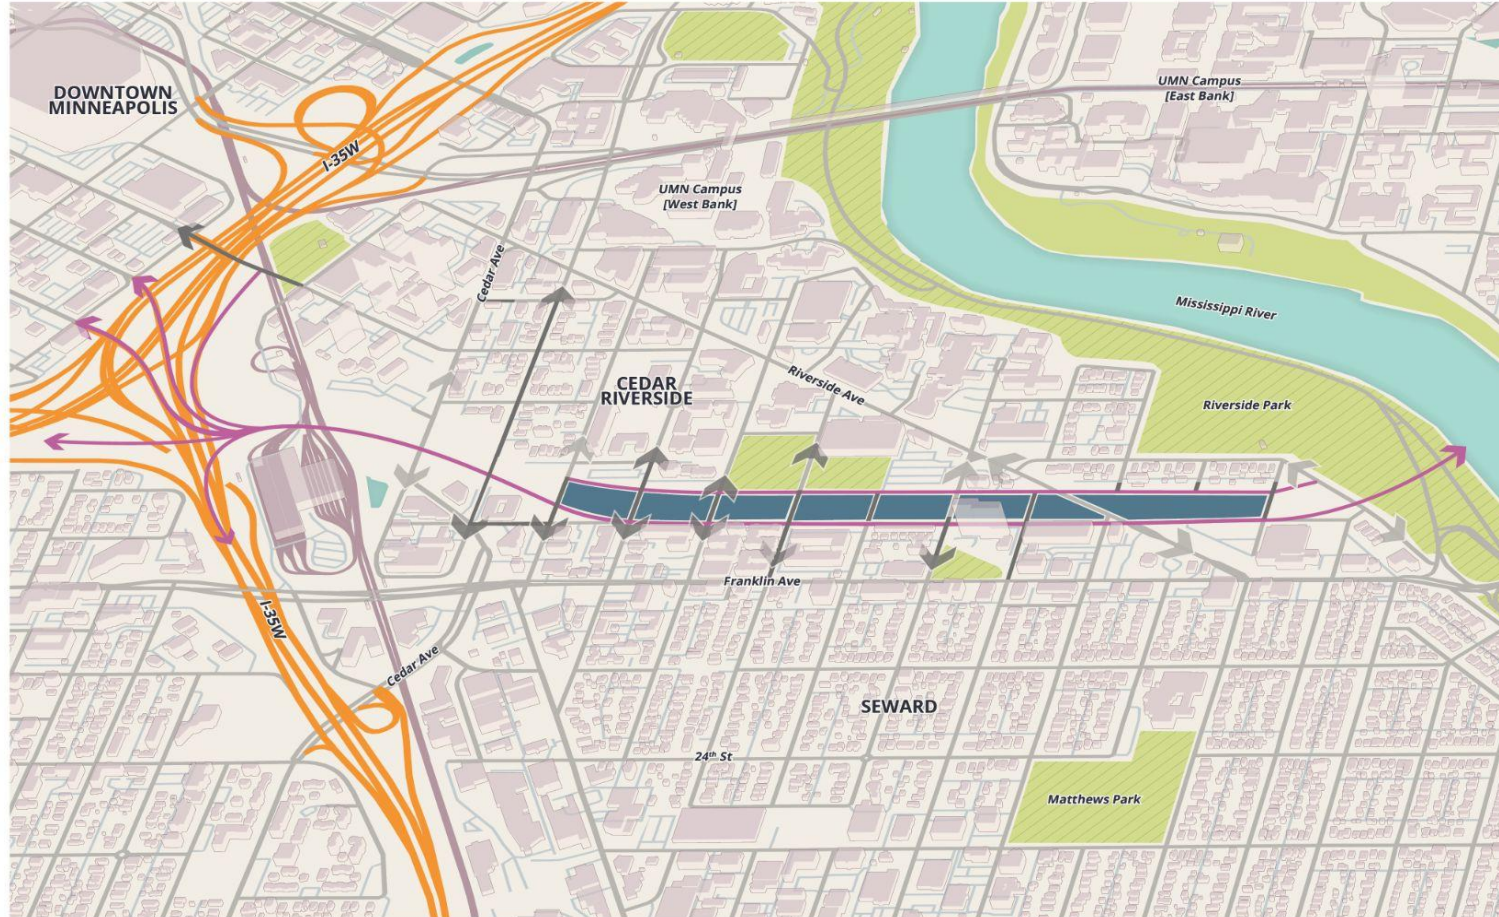 DOWNTOWN
MINNEAPOLIS
UMN Campus
[East Bank]
I-35W
UMN Campus
[West Bank]
Cedar Ave
Mississippi River
CEDAR
RIVERSIDE
Riverside Ave
Riverside Park
Franklin Ave
I-35W
Cedar Ave
SEWARD
24th St
Matthews Park